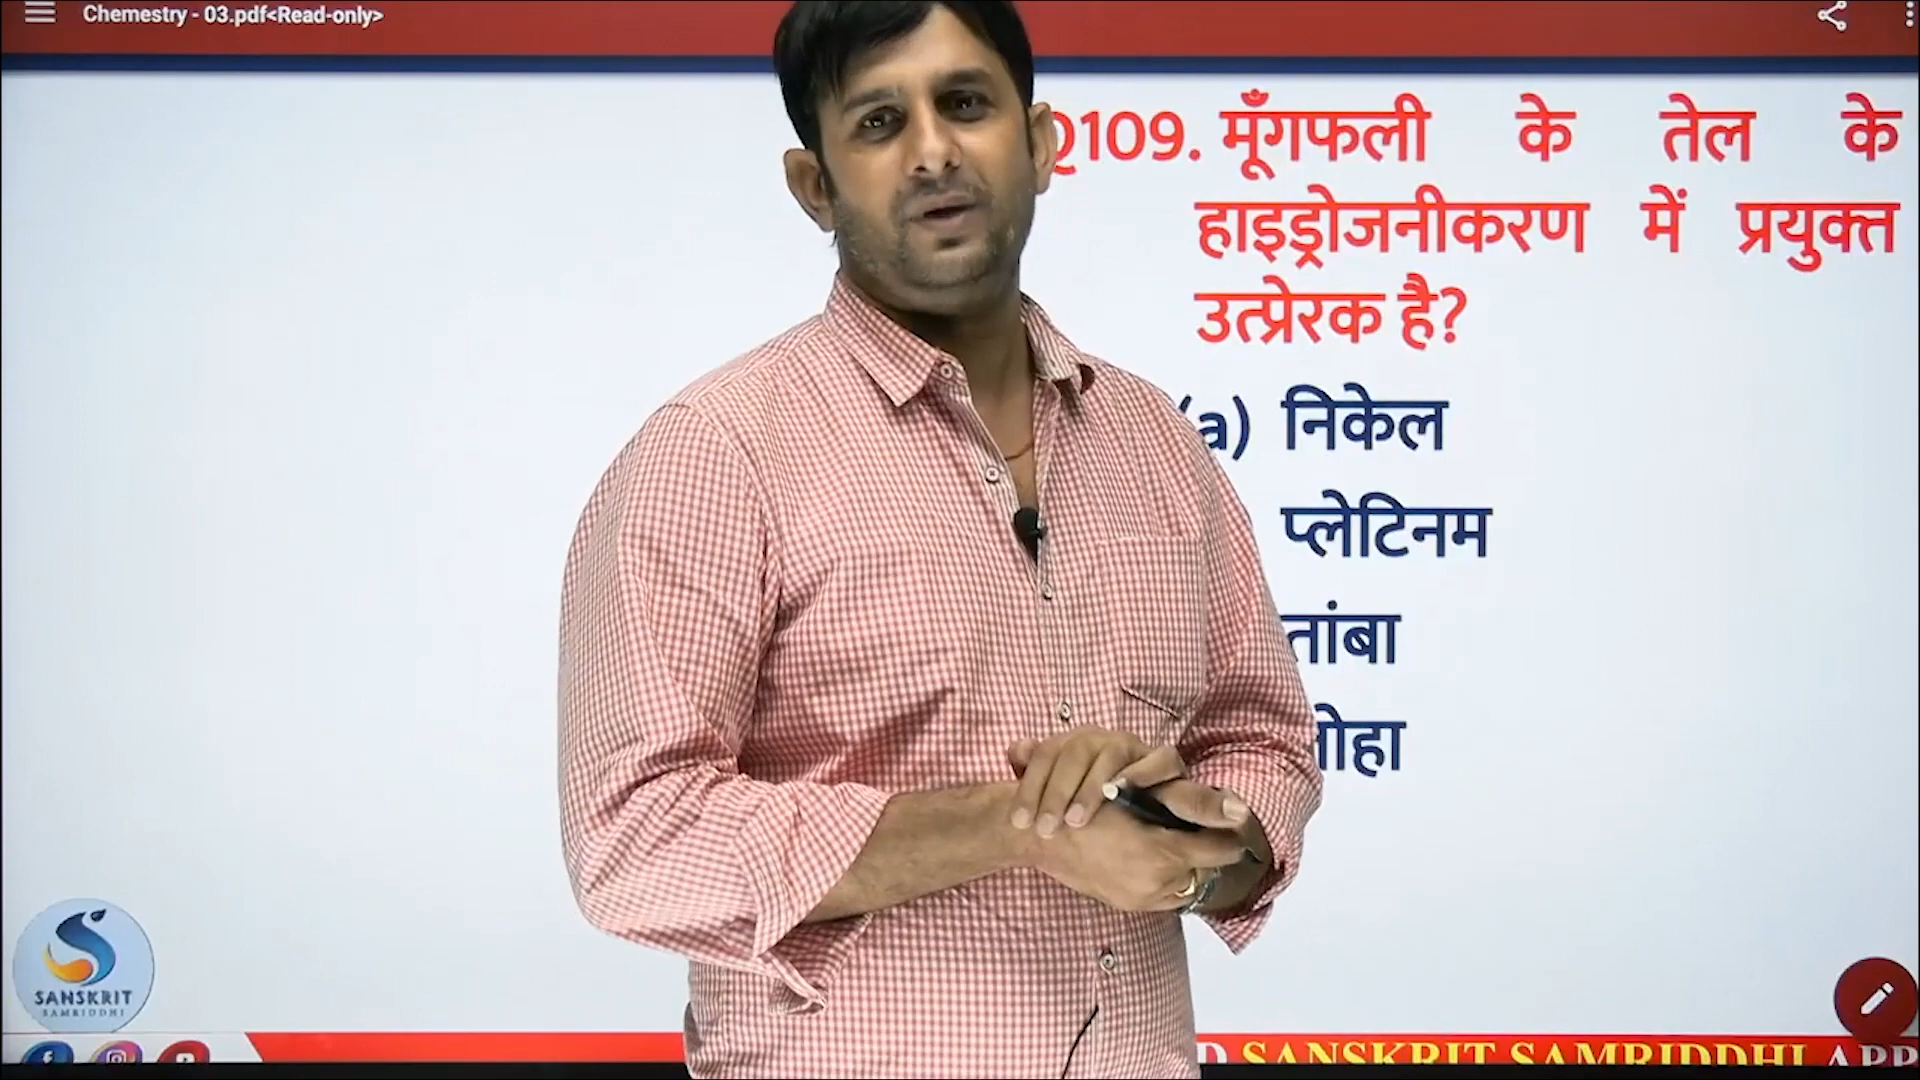 Chemestry - 03.pdf<Read-only>
Q109. मूँगफली के तेल के
हाइड्रोजनीकरण में प्रयुक्त
उत्प्रेरक है?
(a) निकेल
प्लेटिनम
तांबा
लोहा
SANSKRIT
SAMRIDDHI
D SANSKRIT SAMRIDDHI APP